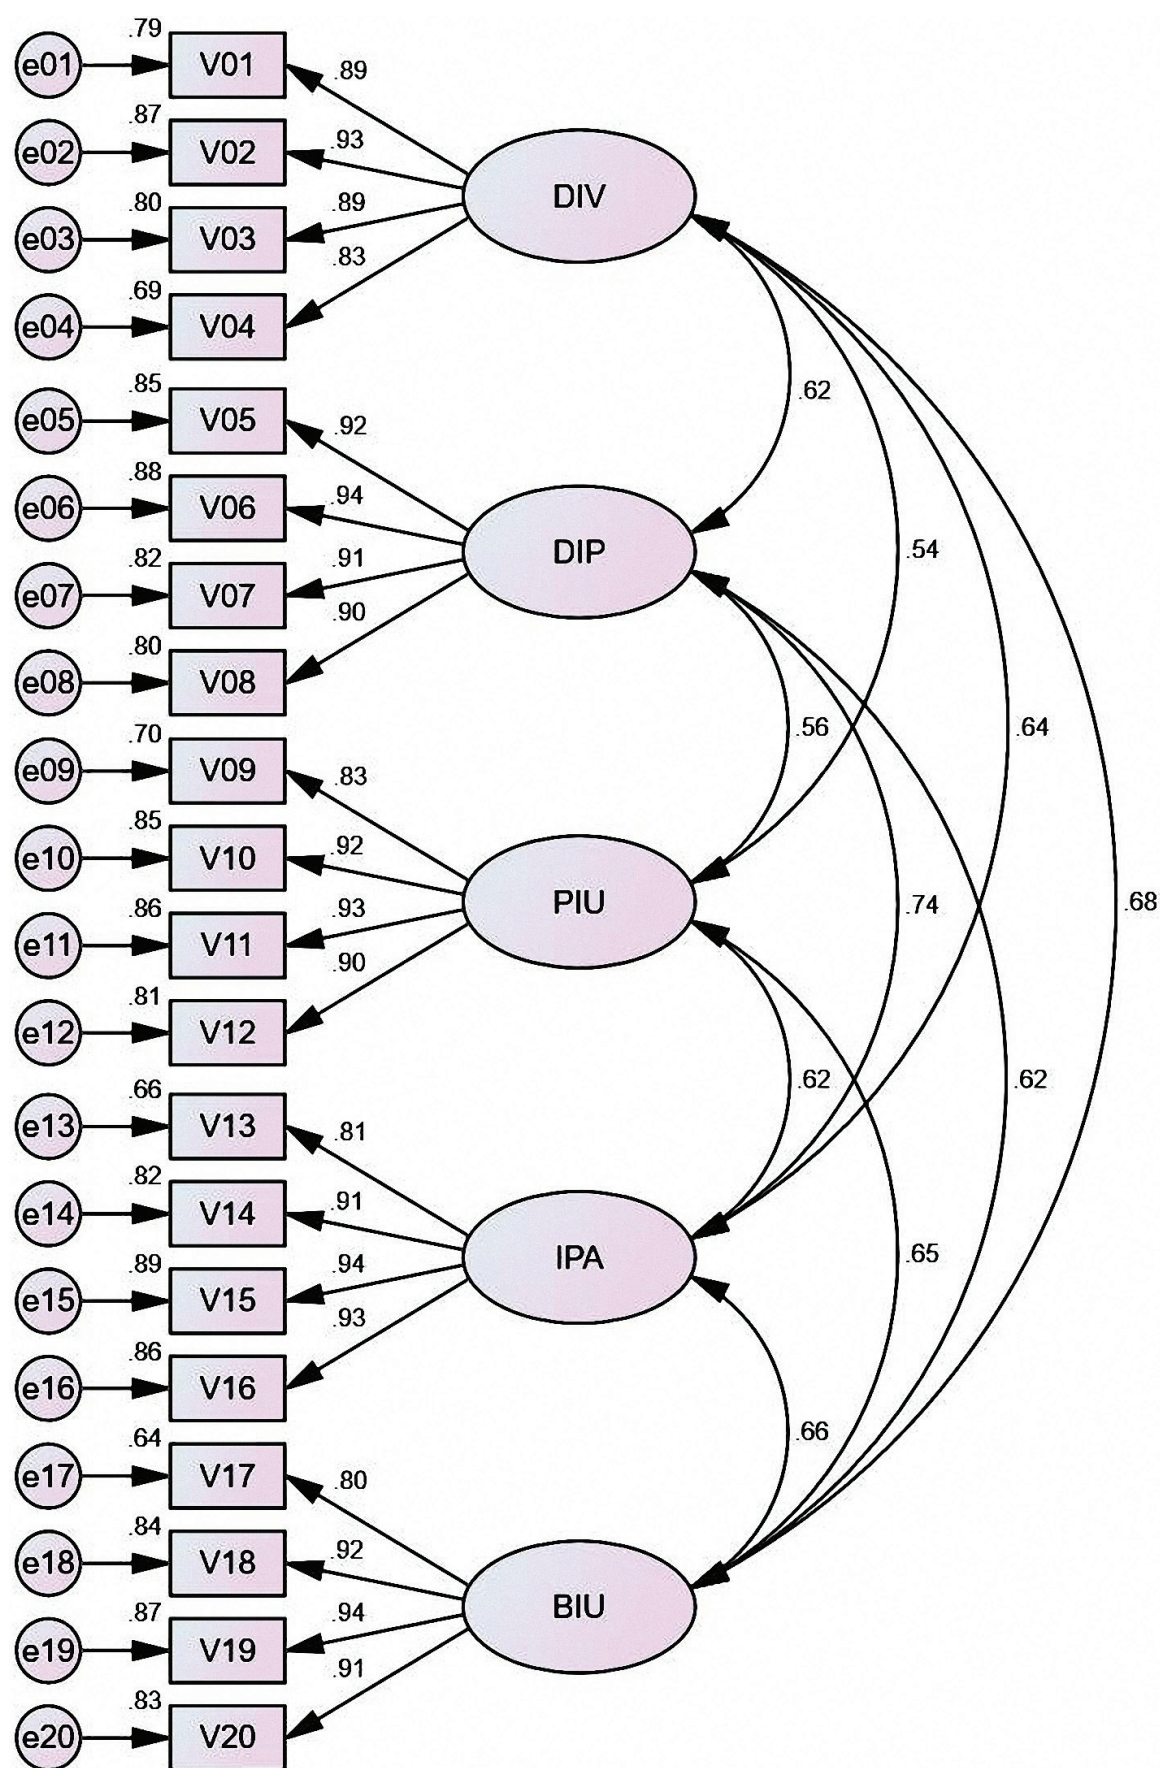 .79
e01 V01 .89
.87
e02 V02 .93
DIV
.80
e03 V03 .89
.83
.69
e04 V04
.62
.85
e05 V05 .92
.88
e06 V06 .94
DIP
.54
.82
e07 V07 .91
.90
.80
e08 V08
.56
.64
.70
e09 V09 .83
.85
e10 V10 .92
PIU
.74
.68
.86
e11 V11 .93
.90
.81
e12 V12
.62
.62
.66
e13 V13 .81
.82
e14 V14 .91
IPA
.65
.89
e15 V15 .94
.93
.86
e16 V16
.66
.64
e17 V17 .80
.84
e18 V18 .92
BIU
.87
e19 V19 .94
.91
.83
e20 V20